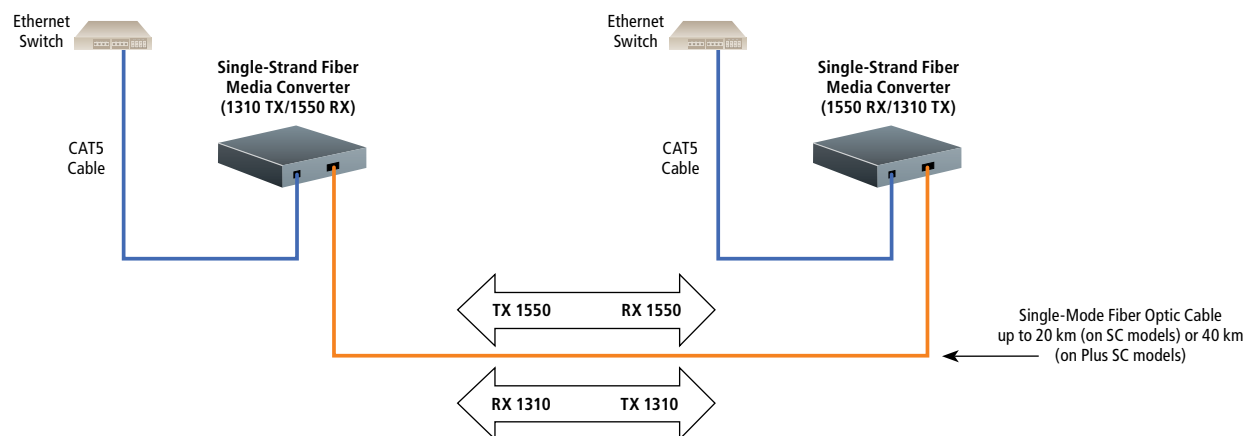 Ethernet
Switch
Single-Strand Fiber
Media Converter
(1310 TX/1550 RX)
CAT5
Cable
Ethernet
Switch
Single-Strand Fiber
Media Converter
(1550 RX/1310 TX)
CAT5
Cable
TX 1550 RX 1550
RX 1310 TX 1310
Single-Mode Fiber Optic Cable
up to 20 km (on SC models) or 40 km
(on Plus SC models)